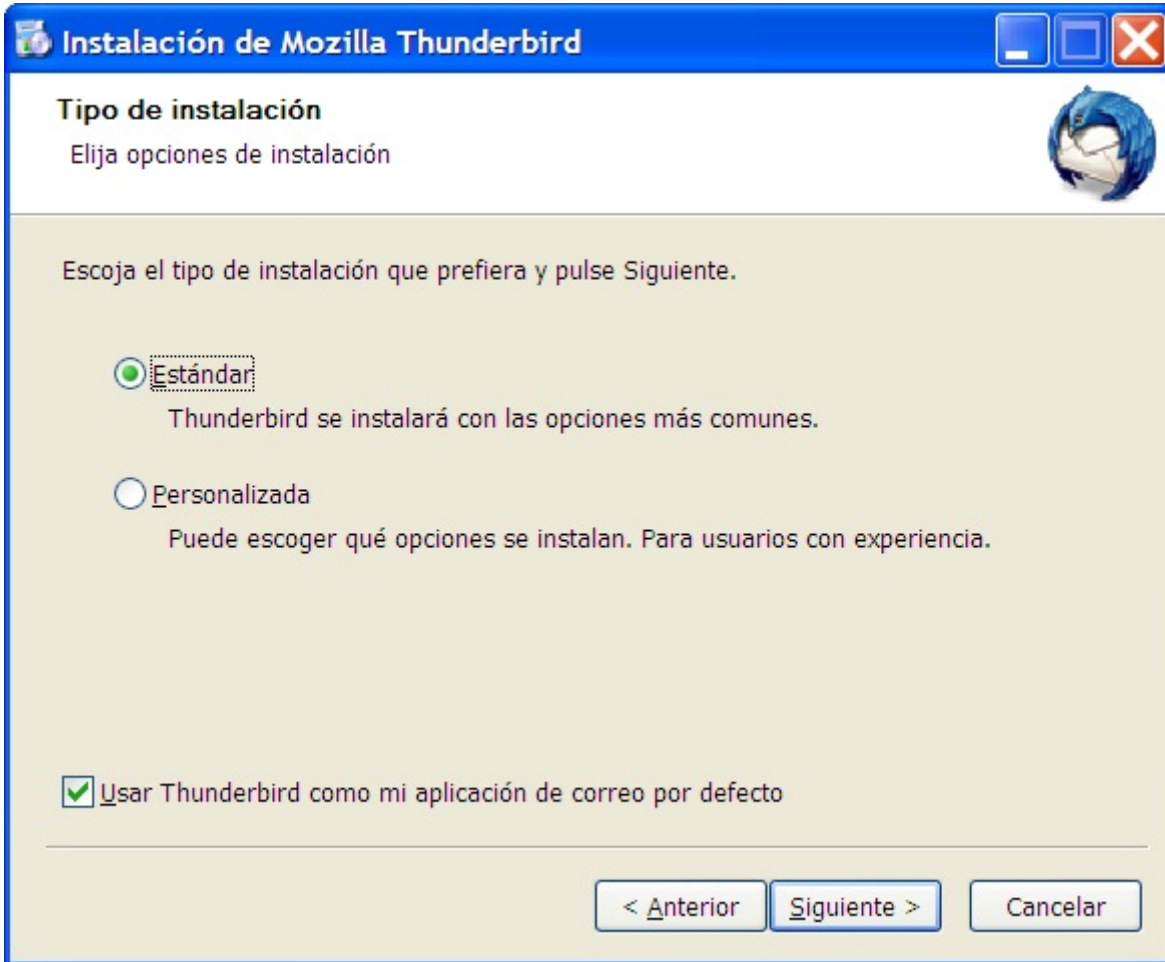 Instalación de Mozilla Thunderbird
Tipo de instalación
Elija opciones de instalación
Escoja el tipo de instalación que prefiera y pulse Siguiente.
Estándar
Thunderbird se instalará con las opciones más comunes.
Personalizada
Puede escoger qué opciones se instalan. Para usuarios con experiencia.
Usar Thunderbird como mi aplicación de correo por defecto
< Anterior Siguiente > Cancelar